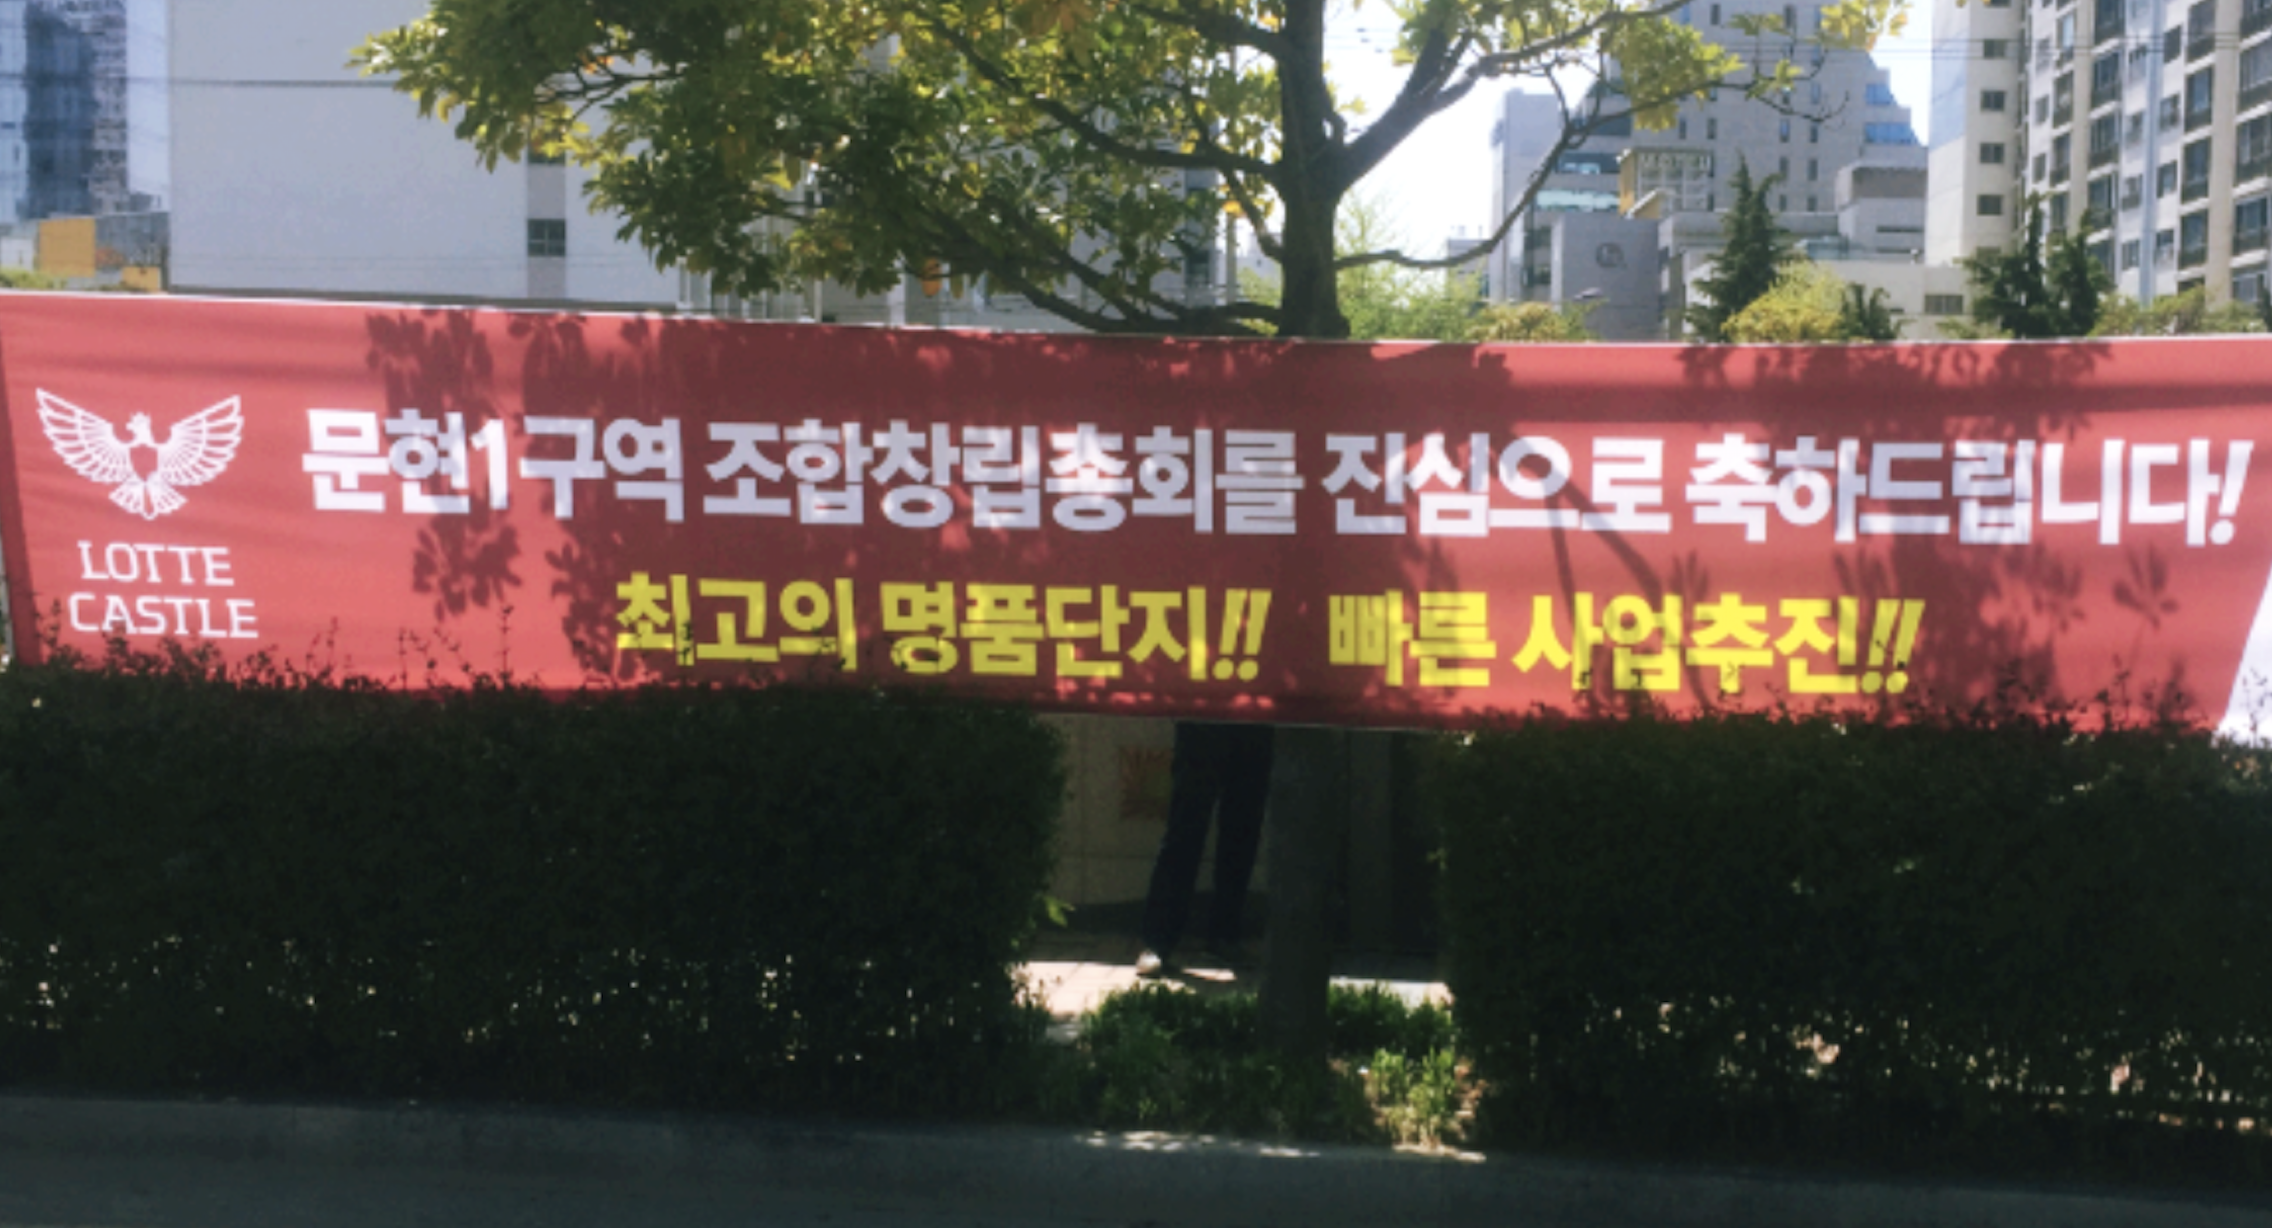 LOTTE
CASTLE
문현1구역 조합창립총회를 진심으로 축하드립니다!
최고의 명품단지!! 빠른 사업추진!!